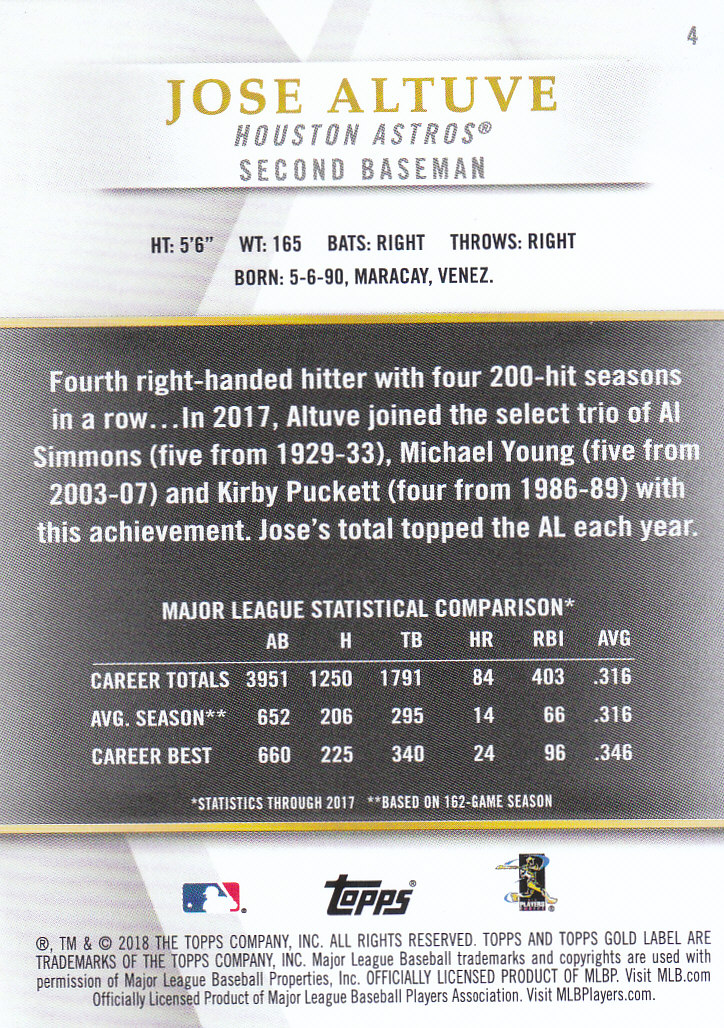 4
JOSE ALTUVE
HOUSTON ASTROS®
SECOND BASEMAN
HT: 5'6" WT: 165 BATS: RIGHT THROWS: RIGHT
BORN: 5-6-90, MARACAY, VENEZ.
Fourth right-handed hitter with four 200-hit seasons
in a row...In 2017, Altuve joined the select trio of Al
Simmons (five from 1929-33), Michael Young (five from
2003-07) and Kirby Puckett (four from 1986-89) with
this achievement. Jose's total topped the AL each year.
MAJOR LEAGUE STATISTICAL COMPARISON*
AB H TB HR RBI AVG
CAREER TOTALS 3951 1250 1791 84 403 .316
AVG. SEASON** 652 206 295 14 66 .316
CAREER BEST 660 225 340 24 96 .346
*STATISTICS THROUGH 2017 **BASED ON 162-GAME SEASON
TOPPS®
PLAYERS
®, TM & © 2018 THE TOPPS COMPANY, INC. ALL RIGHTS RESERVED. TOPPS AND TOPPS GOLD LABEL ARE
TRADEMARKS OF THE TOPPS COMPANY, INC. Major League Baseball trademarks and copyrights are used with
permission of Major League Baseball Properties, Inc. OFFICIALLY LICENSED PRODUCT OF MLBP. Visit MLB.com
Officially Licensed Product of Major League Baseball Players Association. Visit MLBPlayers.com.